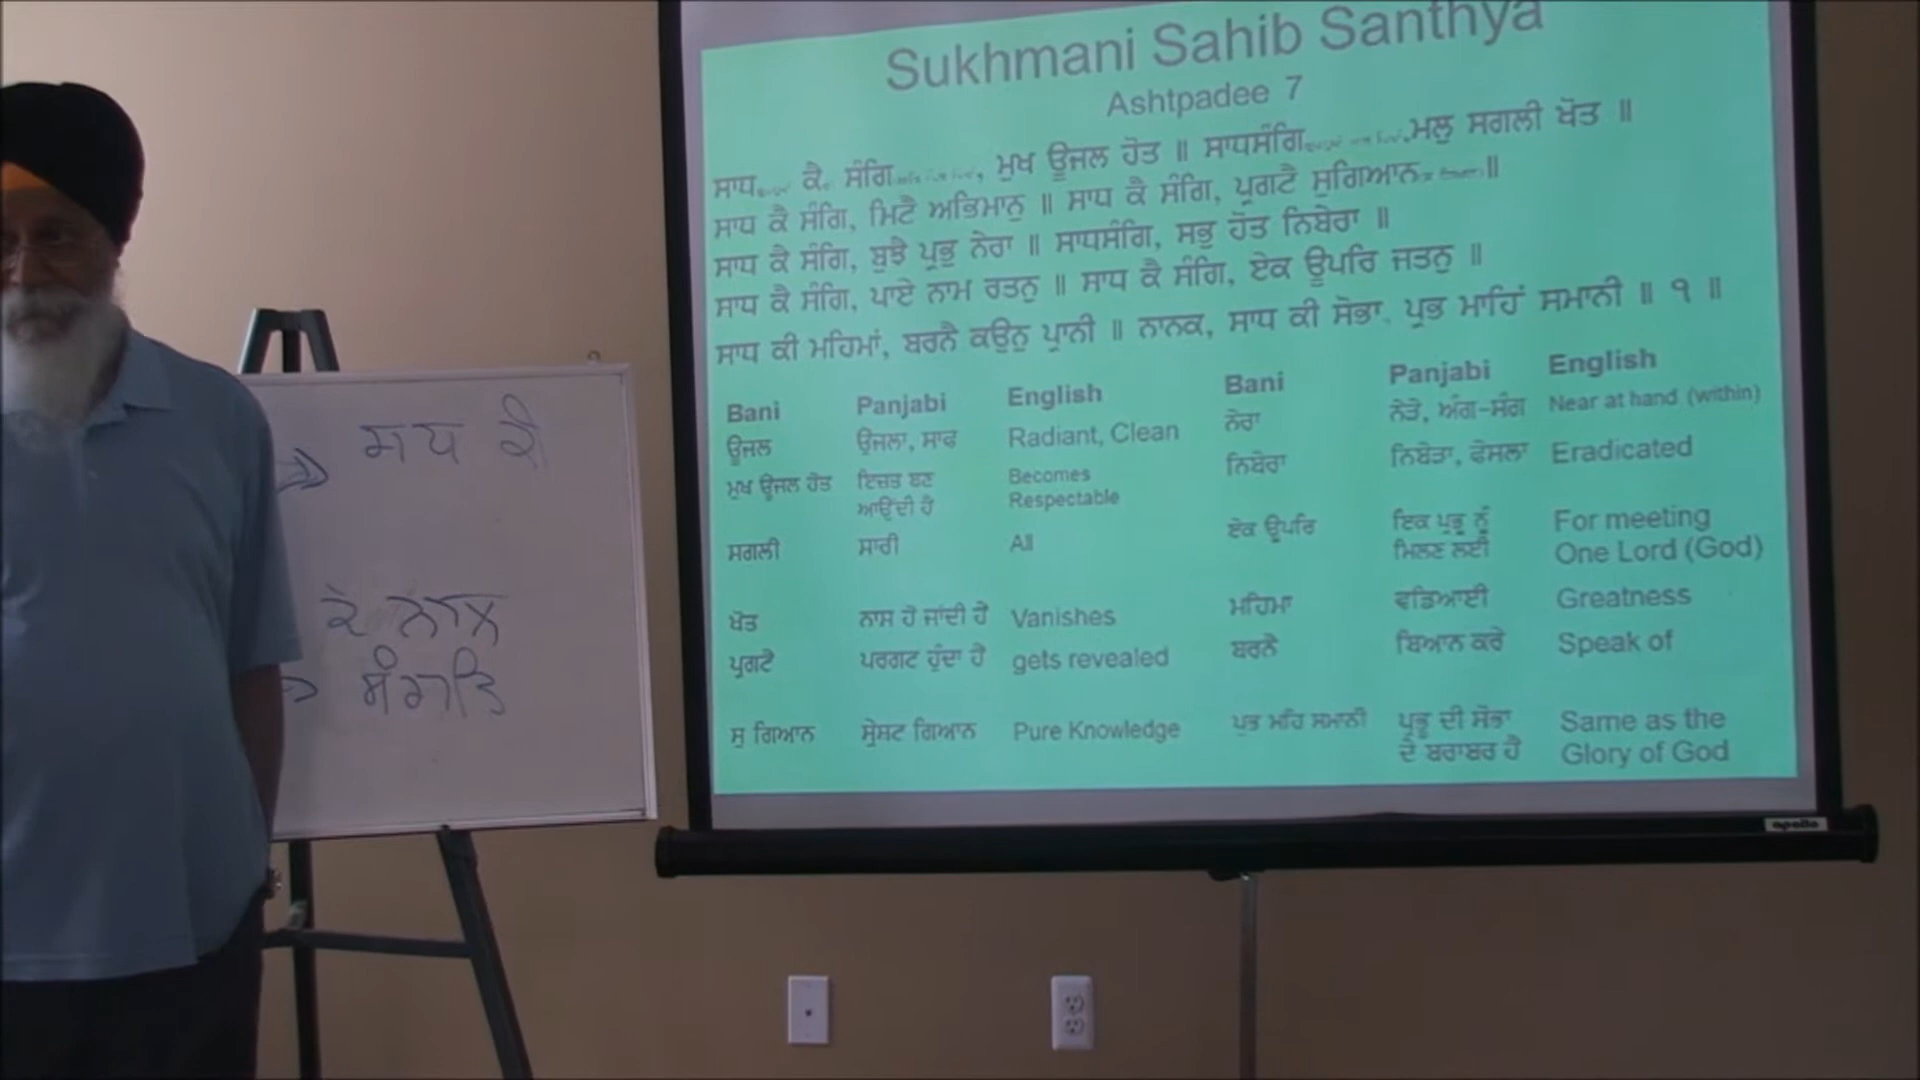 Sukhmani Sahib Santhya
Ashtpadee 7
ਸਾਧ ਕੈ ਸੰਗਿ , ਮੁਖ ਊਜਲ ਹੋਤ ॥ ਸਾਧਸੰਗਿ ਮਲੁ ਸਗਲੀ ਖੋਤ ॥
ਸਾਧ ਕੈ ਸੰਗਿ, ਮਿਟੈ ਅਭਿਮਾਨੁ ॥ ਸਾਧ ਕੈ ਸੰਗਿ, ਪ੍ਰਗਟੈ ਸੁਗਿਆਨ ॥
ਸਾਧ ਕੈ ਸੰਗਿ, ਬੁਝੈ ਪ੍ਰਭੁ ਨੇਰਾ ॥ ਸਾਧਸੰਗਿ, ਸਭੁ ਹੋਤ ਨਿਬੇਰਾ ॥
ਸਾਧ ਕੈ ਸੰਗਿ, ਪਾਏ ਨਾਮ ਰਤਨੁ ॥ ਸਾਧ ਕੈ ਸੰਗਿ, ਏਕ ਊਪਰਿ ਜਤਨੁ ॥
ਸਾਧ ਕੀ ਮਹਿਮਾਂ, ਬਰਨੈ ਕਉਨੁ ਪ੍ਰਾਨੀ ॥ ਨਾਨਕ, ਸਾਧ ਕੀ ਸੋਭਾ, ਪ੍ਰਭ ਮਾਹਿਂ ਸਮਾਨੀ ॥ ੧ ॥
Bani Panjabi English Bani Panjabi English
ਊਜਲ ਉਜਲਾ, ਸਾਫ Radiant, Clean ਨੇਰਾ ਨੇੜੇ, ਅੰਗ-ਸੰਗ Near at hand (within)
ਮੁਖ ਊਜਲ ਹੋਤ ਇਜ਼ਤ ਬਣ Becomes ਨਿਬੇਰਾ ਨਿਬੇੜਾ, ਫੇਸਲਾ Eradicated
ਆਉਂਦੀ ਹੈ Respectable
ਸਗਲੀ ਸਾਰੀ All ਏਕ ਊਪਰਿ ਇਕ ਪ੍ਰਭੂ ਨੂੰ For meeting
ਮਿਲਣ ਲਈ One Lord (God)
ਖੋਤ ਨਾਸ ਹੋ ਜਾਂਦੀ ਹੈ Vanishes ਮਹਿਮਾ ਵਡਿਆਈ Greatness
ਪ੍ਰਗਟੈ ਪਰਗਟ ਹੁੰਦਾ ਹੈ gets revealed ਬਰਨੈ ਬਿਆਨ ਕਰੇ Speak of
ਸੁ ਗਿਆਨ ਸ੍ਰੇਸਟ ਗਿਆਨ Pure Knowledge ਪ੍ਰਭ ਮਹਿ ਸਮਾਨੀ ਪ੍ਰਭੂ ਦੀ ਸੋਭਾ Same as the
ਦੇ ਬਰਾਬਰ ਹੈ Glory of God
apollo
ਸਾਧ ਕੈ
ਦੇ ਨਾਲ
ਸੰਗਤਿ